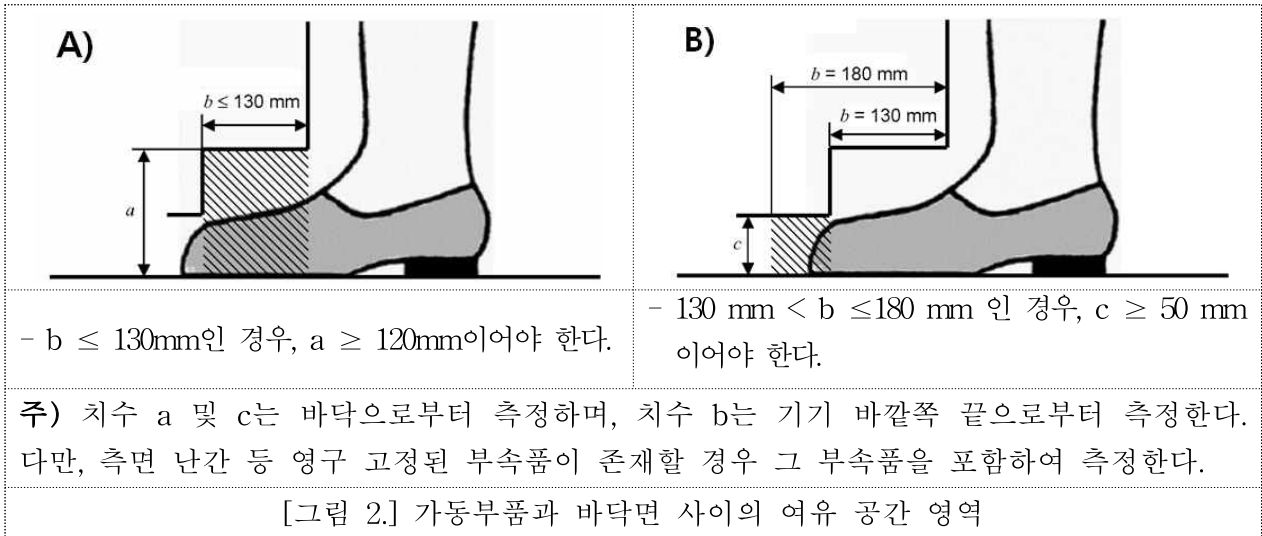 A)
b ≤ 130 mm
a
B)
b = 180 mm
b = 130 mm
c
- b ≤ 130mm인 경우, a ≥ 120mm이어야 한다.
- 130 mm < b ≤180 mm 인 경우, c ≥ 50 mm
이어야 한다.
주) 치수 a 및 c는 바닥으로부터 측정하며, 치수 b는 기기 바깥쪽 끝으로부터 측정한다.
다만, 측면 난간 등 영구 고정된 부속품이 존재할 경우 그 부속품을 포함하여 측정한다.
[그림 2.] 가동부품과 바닥면 사이의 여유 공간 영역